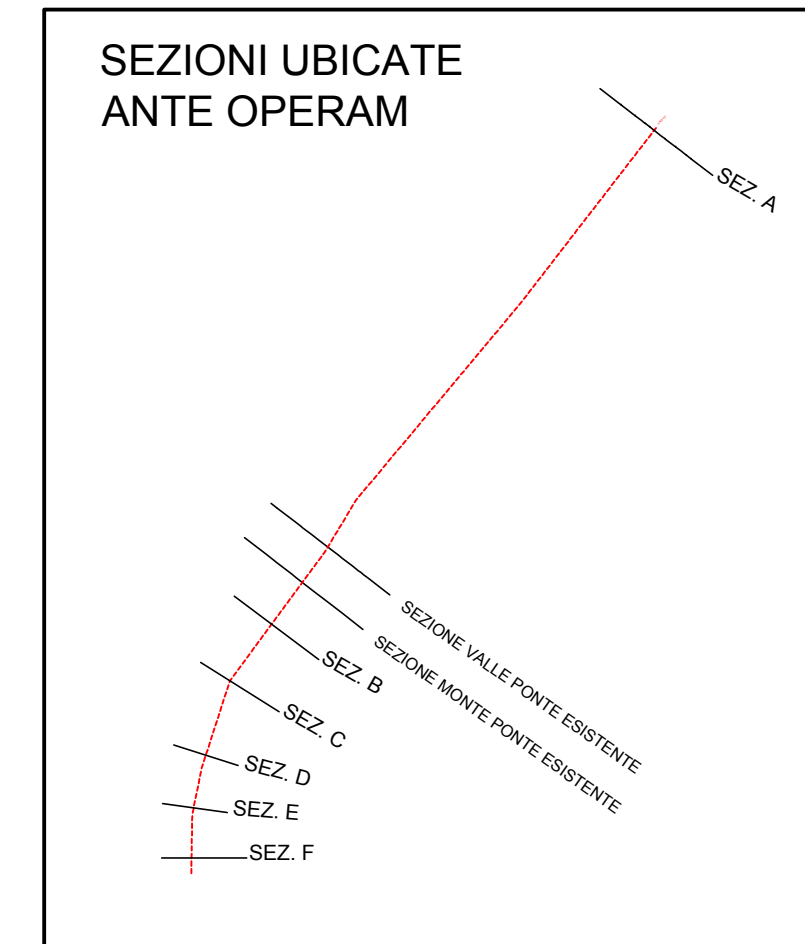 SEZIONI UBICATE
ANTE OPERAM
SEZ. A
SEZIONE VALLE PONTE ESISTENTE
SEZIONE MONTE PONTE ESISTENTE
SEZ. B
SEZ. C
SEZ. D
SEZ. E
SEZ. F